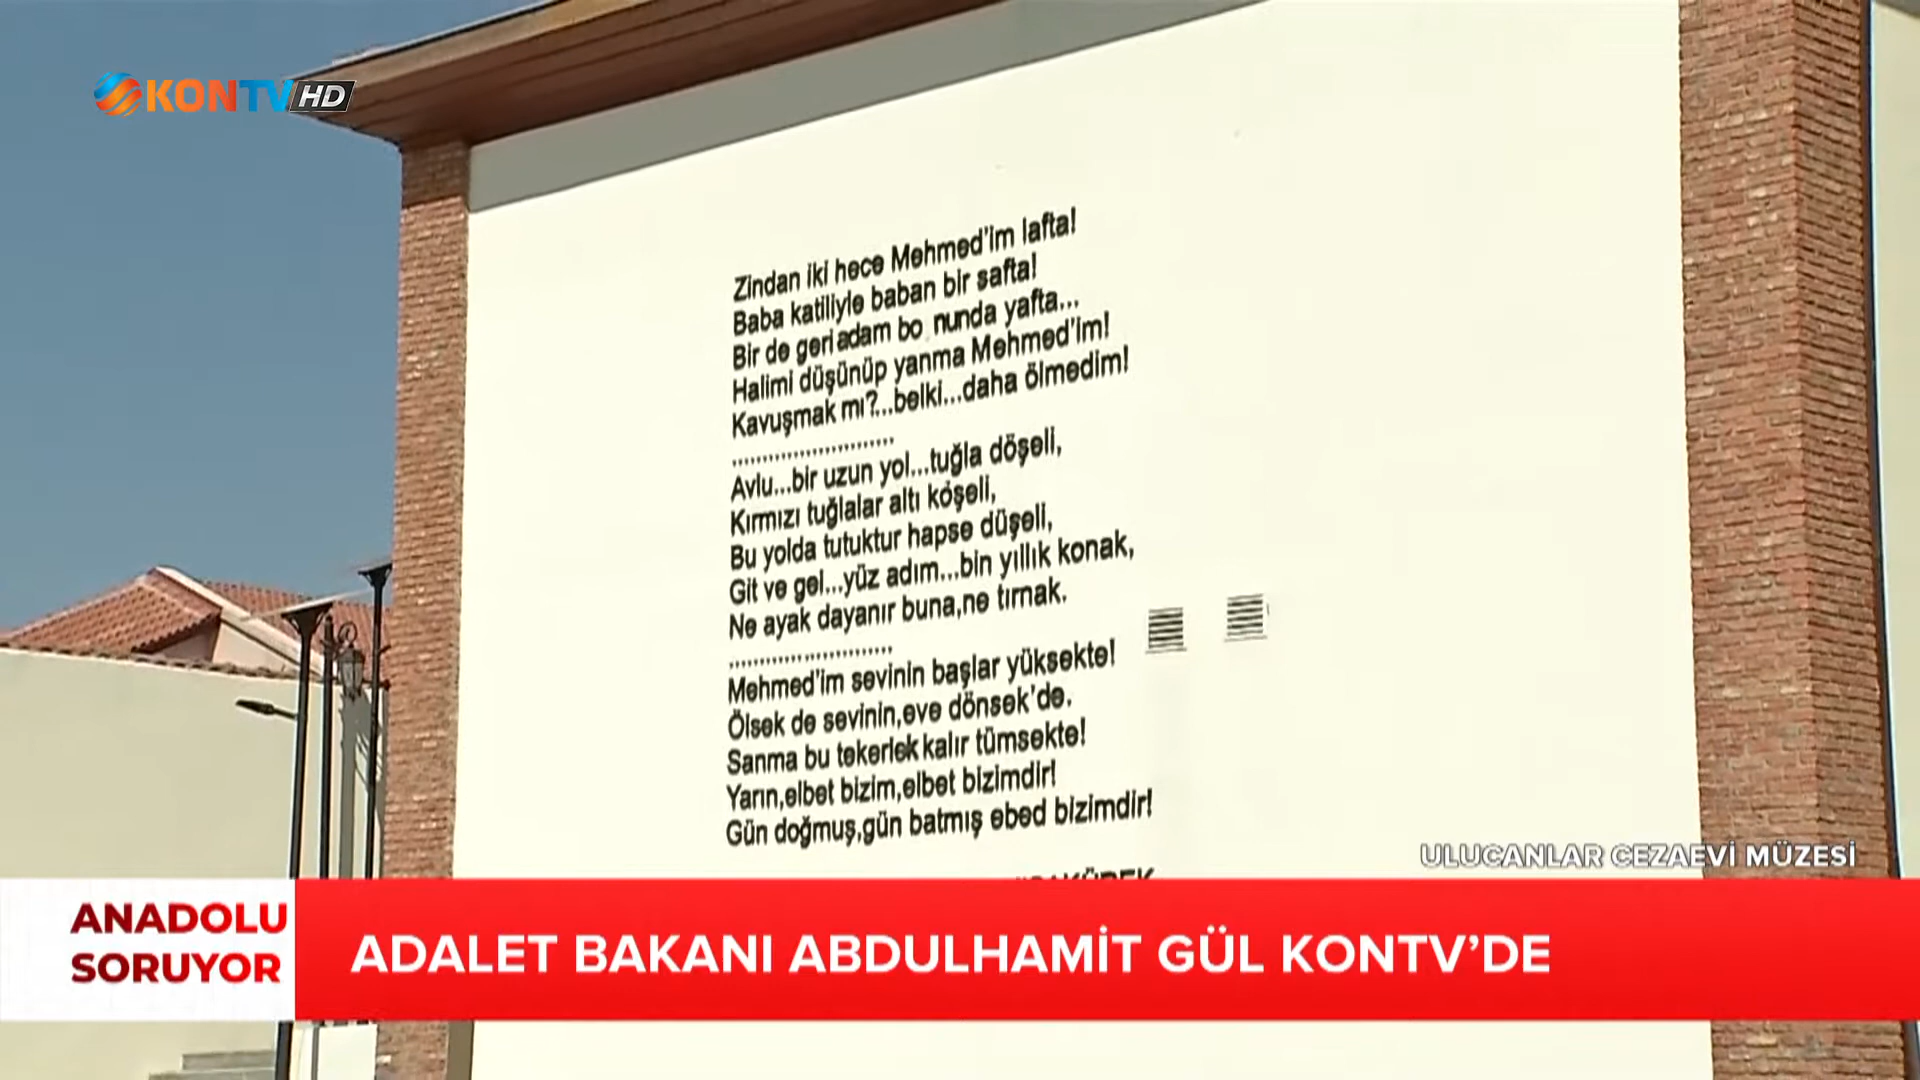 KONTV HD
Zindan iki hece Mehmed'im lafta!
Baba katiliyle baban bir safta!
Bir de geri adam bo nunda yafta...
Halimi düşünüp yanma Mehmed'im!
Kavuşmak mı?...belki...daha ölmedim!
...........................
Avlu...bir uzun yol...tuğla döşeli,
Kırmızı tuğlalar altı köşeli,
Bu yolda tutuktur hapse düşeli,
Git ve gel...yüz adım...bin yıllık konak,
Ne ayak dayanır buna,ne tırnak.
...........................
Mehmed'im sevinin başlar yüksekte!
Ölsek de sevinin,eve dönsek'de.
Sanma bu tekerlek kalır tümsekte!
Yarın,elbet bizim,elbet bizimdir!
Gün doğmuş,gün batmış ebed bizimdir!
ULUCANLAR CEZAEVİ MÜZESİ
ANADOLU
SORUYOR
ADALET BAKANI ABDULHAMİT GÜL KONTV'DE